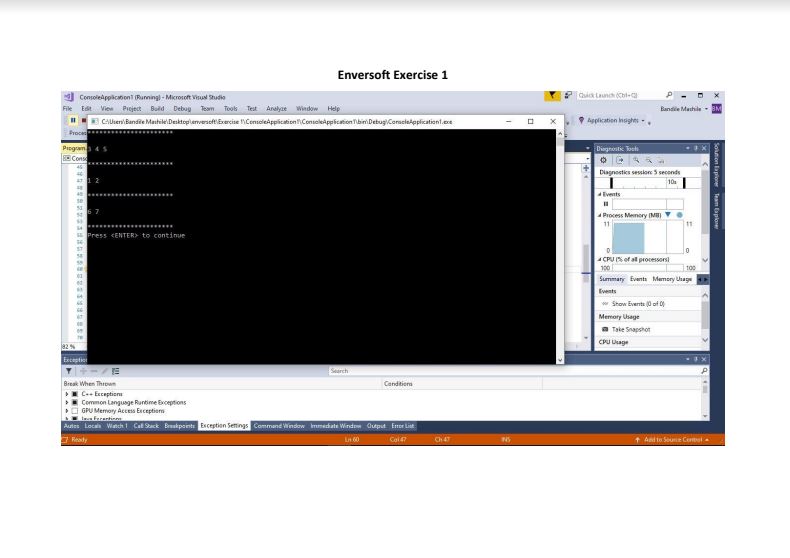 Enversoft Exercise 1
ConsoleApplication1 (Running) - Microsoft Visual Studio
Quick Launch (Ctrl+Q)
File Edit View Project Build Debug Team Tools Test Analyze Window Help
Bandile Mashile BM
C:\Users\Bandile Mashile\Desktop\enversoft\Exercise 1\ConsoleApplication1\ConsoleApplication1\bin\Debug\ConsoleApplication1.exe
Application Insights
Proces
**********************
Program.
3 4 5
Diagnostic Tools
Conso
**********************
Diagnostics session: 5 seconds
10s
1 2
Events
**********************
Process Memory (MB)
6 7
11 11
**********************
Press <ENTER> to continue
0 0
CPU (% of all processors)
100 100
Summary Events Memory Usage
Events
Show Events (0 of 0)
Memory Usage
Take Snapshot
CPU Usage
Solution Explorer
Team Explorer
45
46
47
48
49
50
51
52
53
54
55
56
57
58
59
60
61
62
63
64
65
66
67
68
69
70
82 %
Exceptio
Search
Break When Thrown Conditions
C++ Exceptions
Common Language Runtime Exceptions
GPU Memory Access Exceptions
Java Exceptions
Autos Locals Watch 1 Call Stack Breakpoints Exception Settings Command Window Immediate Window Output Error List
Ready Ln 60 Col 47 Ch 47 INS Add to Source Control